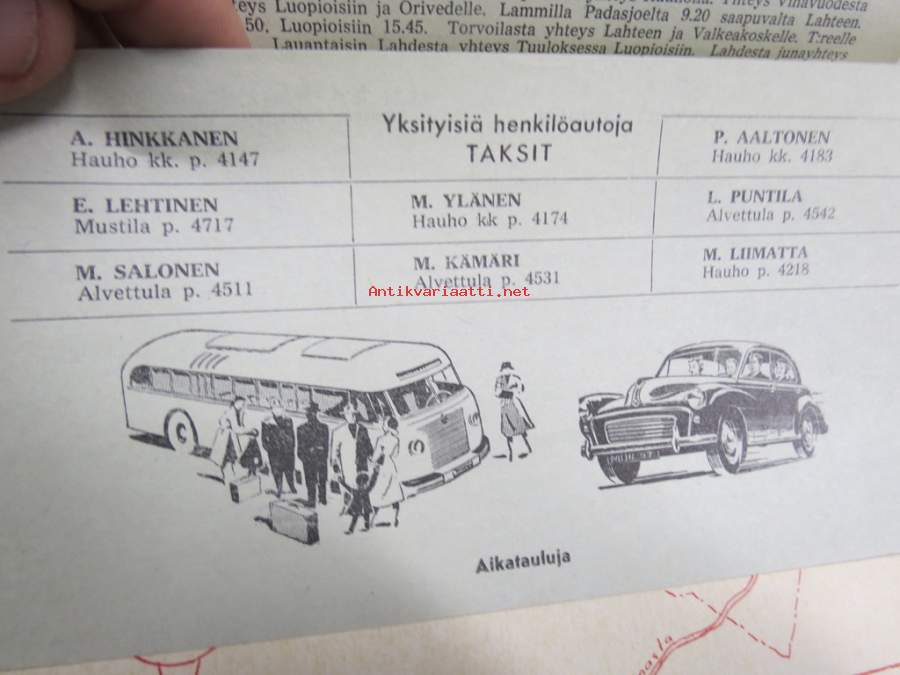 teys Luopioisiin ja Orivedelle. Lammilla Padasjoelta 9.20 saapuvalta Lahteen.
50, Luopioisiin 15.45. Torvoilasta yhteys Lahteen ja Valkeakoskelle. T:reelle
Lauantaisin Lahdesta yhteys Tuuloksessa Luopioisiin. Lahdesta junayhteys
A. HINKKANEN
Hauho kk. p. 4147
Yksityisiä henkilöautoja
TAKSIT
P. AALTONEN
Hauho kk. 4183
E. LEHTINEN
Mustila p. 4717
M. YLÄNEN
Hauho kk p. 4174
L. PUNTILA
Alvettula p. 4542
M. SALONEN
Alvettula p. 4511
M. KÄMÄRI
Alvettula p. 4531
M. LIIMATTA
Hauho p. 4218
Antikvariaatti.net
Aikatauluja